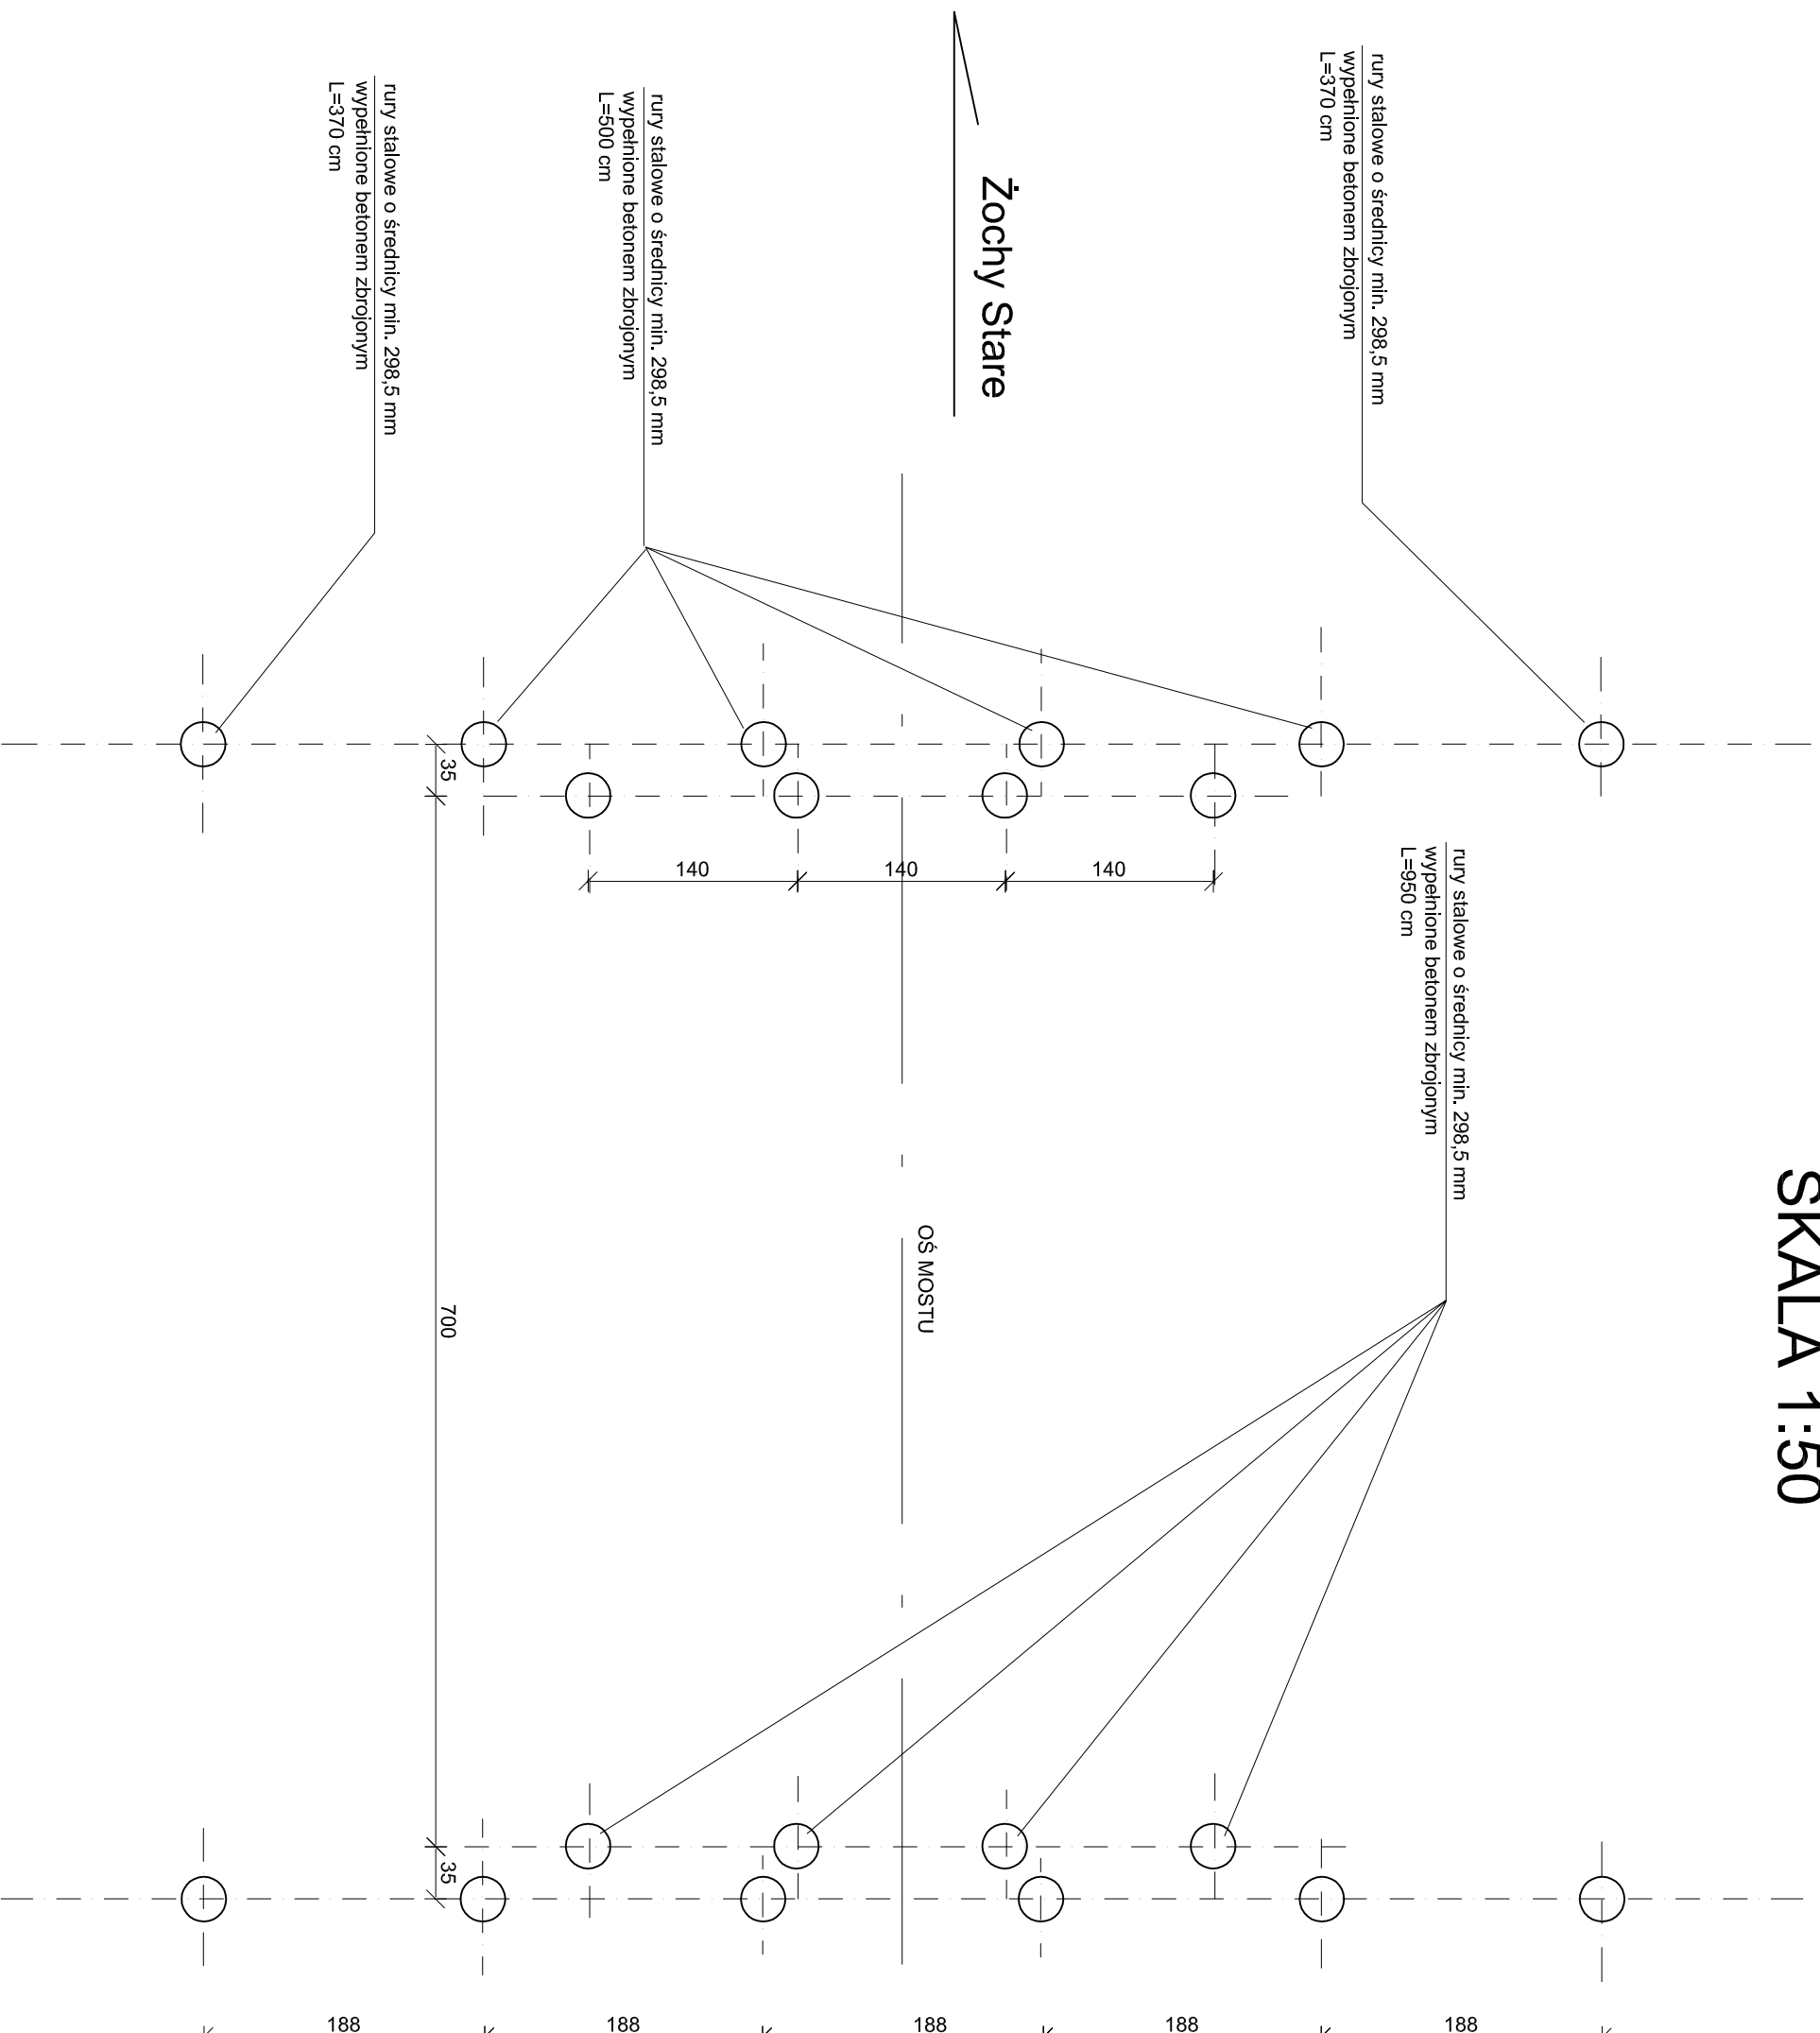 SKALA 1:50
rury stalowe o średnicy min. 298,5 mm
wypełnione betonem zbrojonym
L=370 cm
Żochy Stare
rury stalowe o średnicy min. 298,5 mm
wypełnione betonem zbrojonym
L=500 cm
rury stalowe o średnicy min. 298,5 mm
wypełnione betonem zbrojonym
L=370 cm
35
140
140
140
rury stalowe o średnicy min. 298,5 mm
wypełnione betonem zbrojonym
L=950 cm
OŚ MOSTU
700
35
188
188
188
188
188